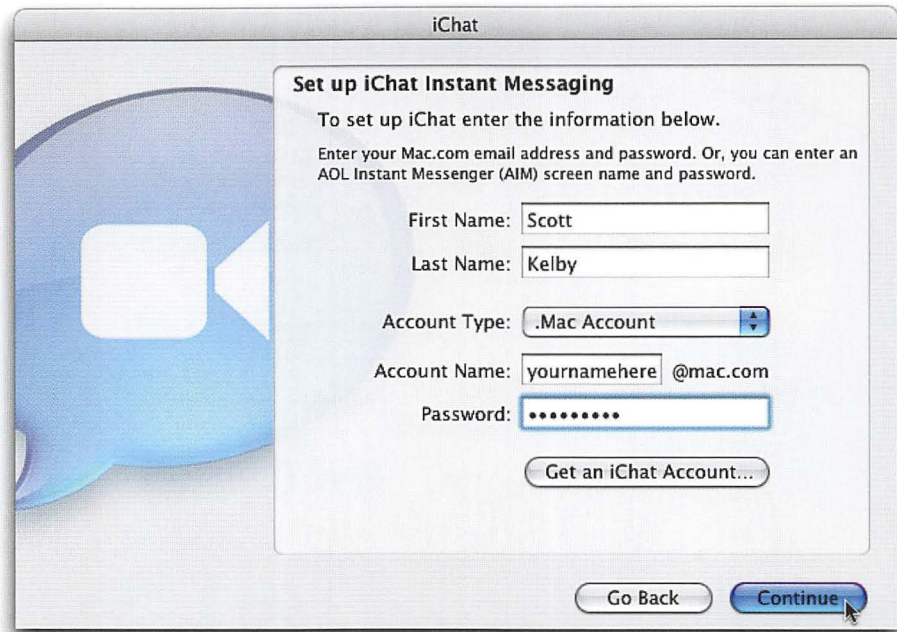 iChat
Set up iChat Instant Messaging
To set up iChat enter the information below.
Enter your Mac.com email address and password. Or, you can enter an
AOL Instant Messenger (AIM) screen name and password.
First Name: Scott
Last Name: Kelby
Account Type: .Mac Account
Account Name: yournamehere @mac.com
Password: •••••••••
Get an iChat Account...
Go Back Continue